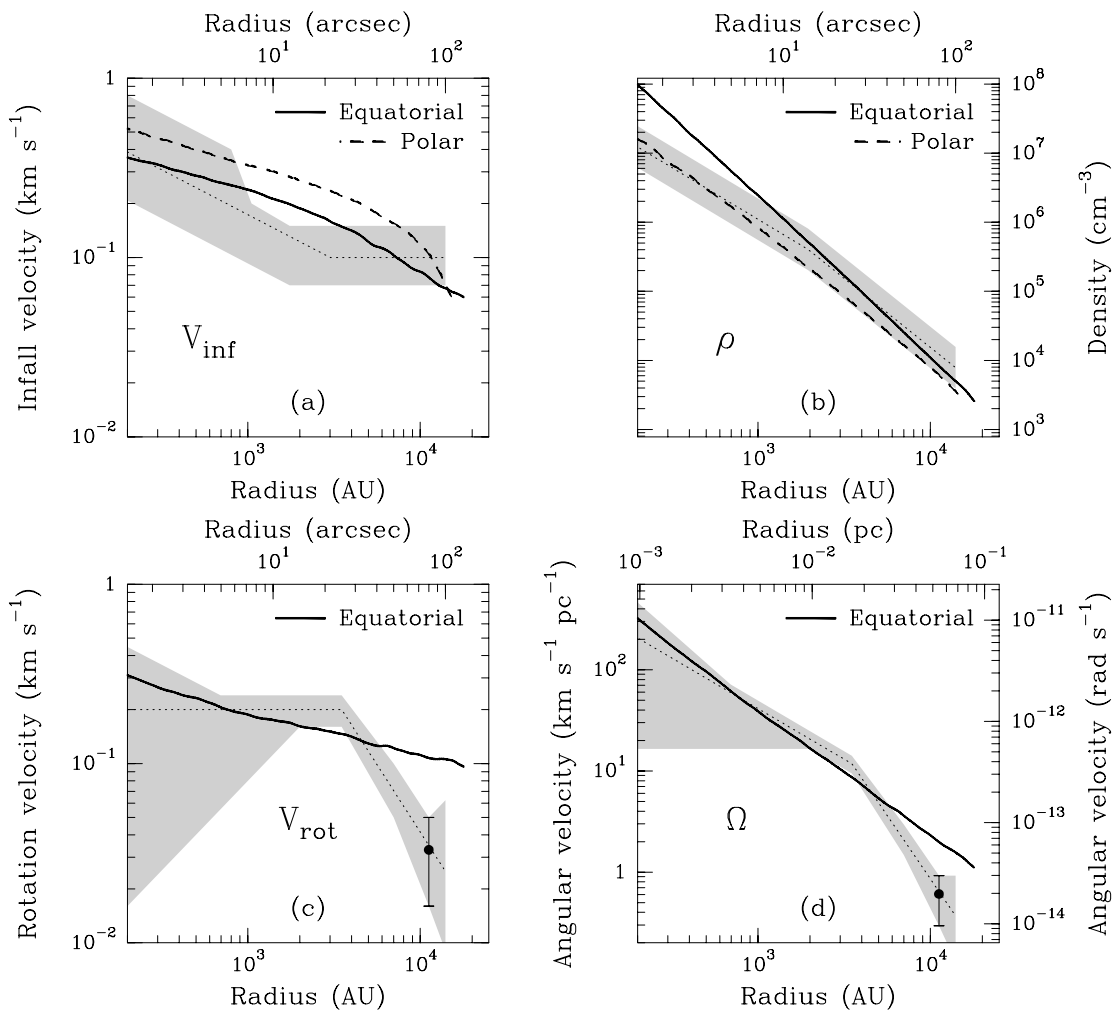 Radius (arcsec)
10^1 10^2
1
10^-1
10^-2
Infall velocity (km s^-1)
Equatorial
Polar
V_inf
(a)
10^3 10^4
Radius (AU)
Radius (arcsec)
10^1 10^2
10^8
10^7
10^6
10^5
10^4
10^3
Density (cm^-3)
Equatorial
Polar
ρ
(b)
10^3 10^4
Radius (AU)
Radius (arcsec)
10^1 10^2
1
10^-1
10^-2
Rotation velocity (km s^-1)
Equatorial
V_rot
(c)
10^3 10^4
Radius (AU)
Radius (pc)
10^-3 10^-2 10^-1
10^2
10^1
1
Angular velocity (km s^-1 pc^-1)
10^-11
10^-12
10^-13
10^-14
Angular velocity (rad s^-1)
Equatorial
Ω
(d)
10^3 10^4
Radius (AU)